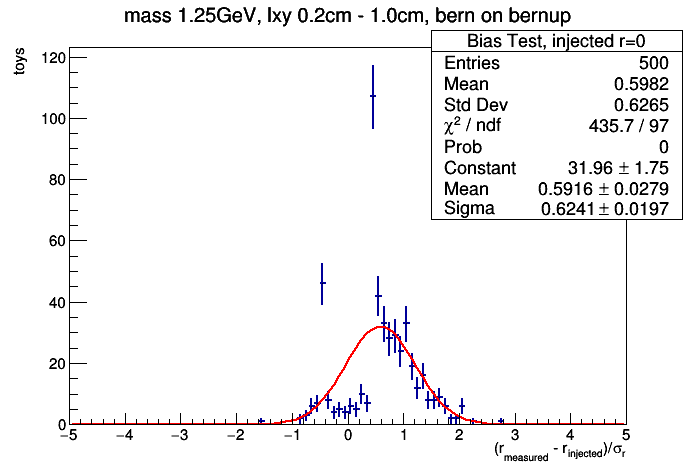 mass 1.25GeV, lxy 0.2cm - 1.0cm, bern on bernup
Bias Test, injected r=0
Entries 500
Mean 0.5982
Std Dev 0.6265
χ² / ndf 435.7 / 97
Prob 0
Constant 31.96 ± 1.75
Mean 0.5916 ± 0.0279
Sigma 0.6241 ± 0.0197
toys
120
100
80
60
40
20
0
−5 −4 −3 −2 −1 0 1 2 3 4 5
(r_measured - r_injected)/σ_r